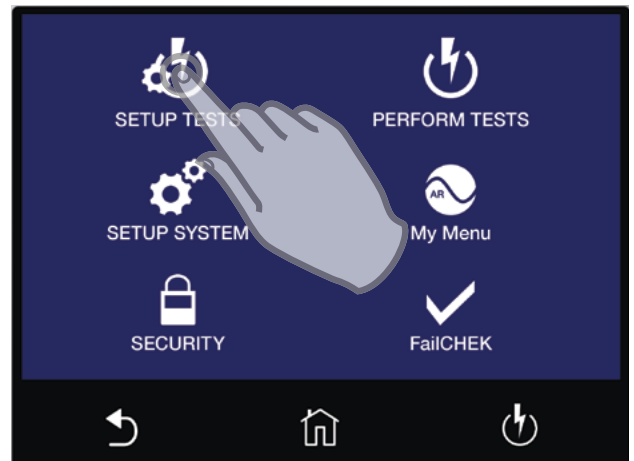 SETUP TESTS
PERFORM TESTS
SETUP SYSTEM
AR
My Menu
SECURITY
FailCHEK